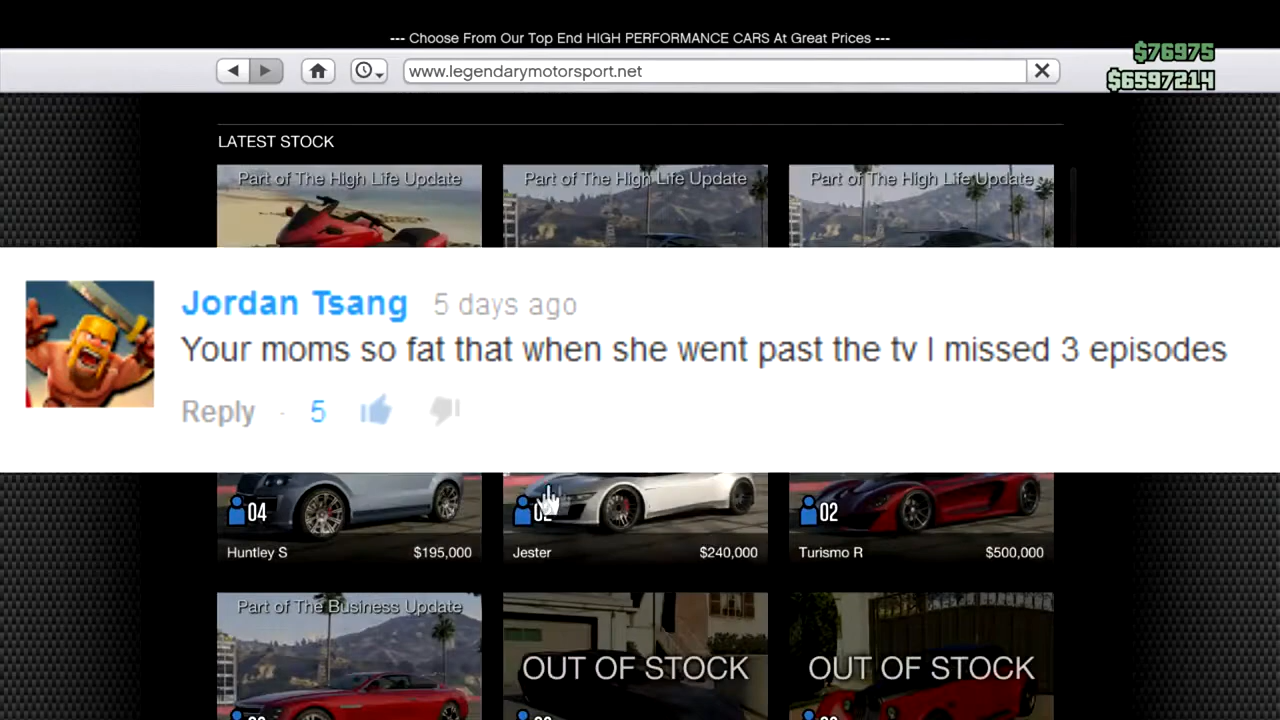 --- Choose From Our Top End HIGH PERFORMANCE CARS At Great Prices ---
$76975
www.legendarymotorsport.net
$6597214
LATEST STOCK
Part of The High Life Update
Part of The High Life Update
Part of The High Life Update
Jordan Tsang 5 days ago
Your moms so fat that when she went past the tv I missed 3 episodes
Reply · 5
04
02
02
Huntley S $195,000
Jester $240,000
Turismo R $500,000
Part of The Business Update
OUT OF STOCK
OUT OF STOCK